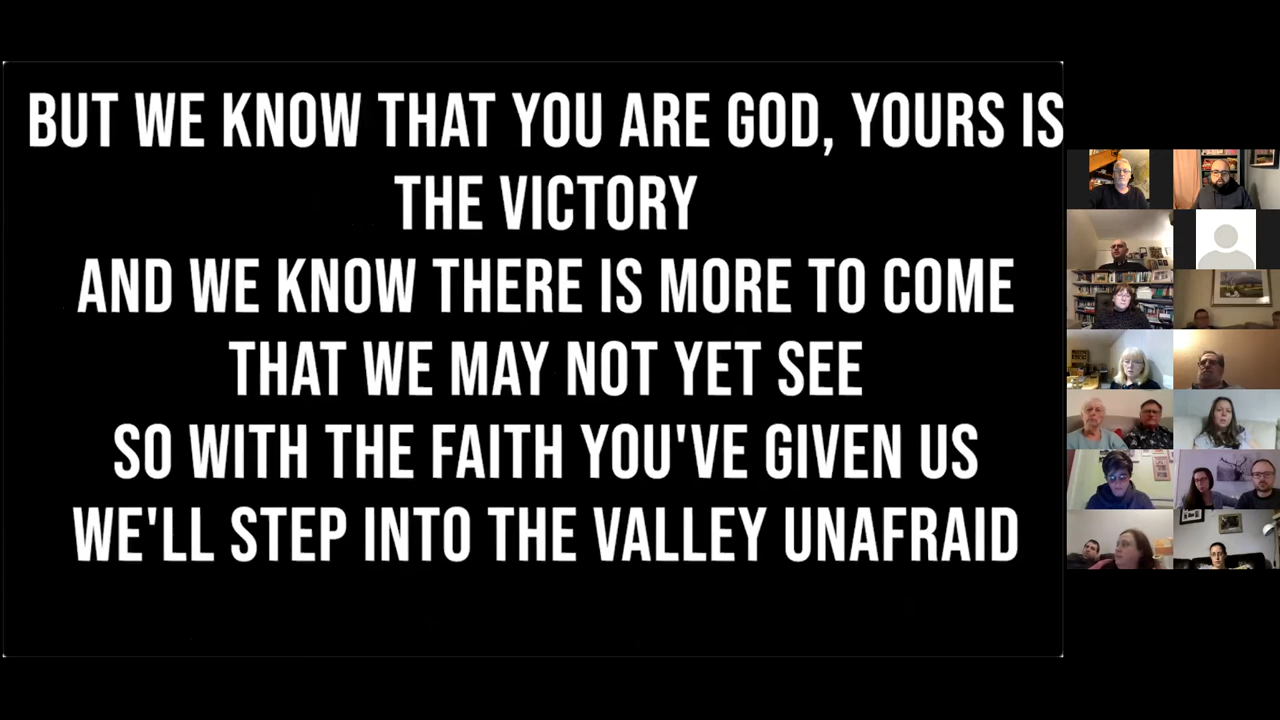 BUT WE KNOW THAT YOU ARE GOD, YOURS IS
THE VICTORY
AND WE KNOW THERE IS MORE TO COME
THAT WE MAY NOT YET SEE
SO WITH THE FAITH YOU'VE GIVEN US
WE'LL STEP INTO THE VALLEY UNAFRAID